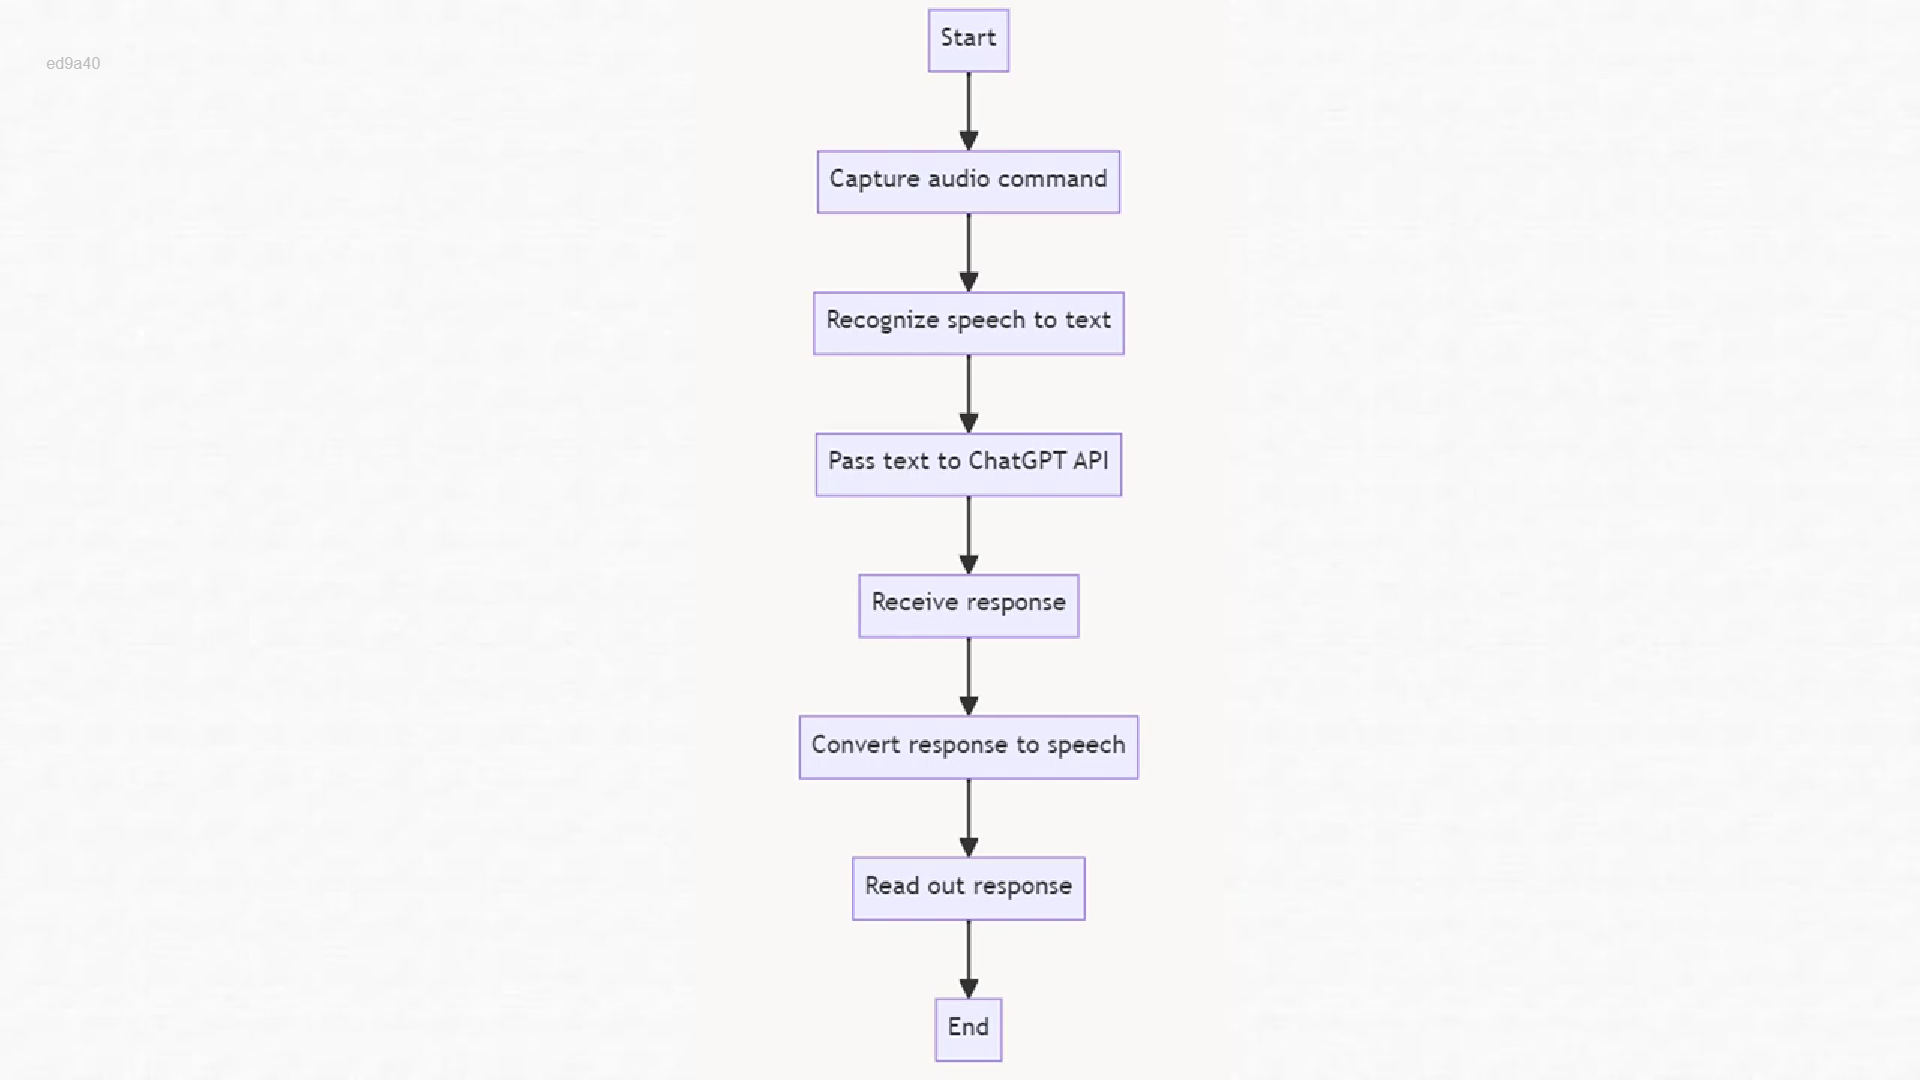 ed9a40
Start
Capture audio command
Recognize speech to text
Pass text to ChatGPT API
Receive response
Convert response to speech
Read out response
End